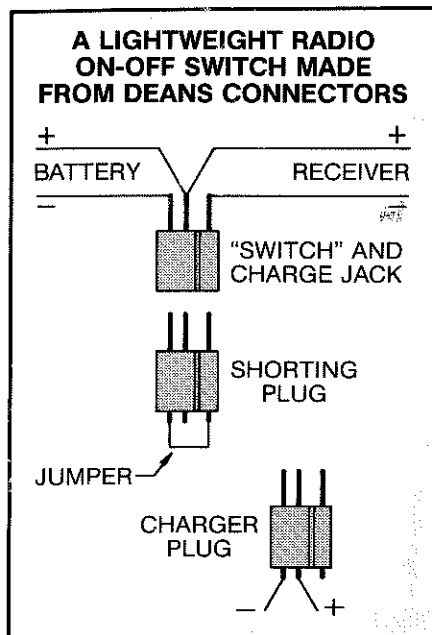 A LIGHTWEIGHT RADIO
ON-OFF SWITCH MADE
FROM DEANS CONNECTORS
+ +
BATTERY RECEIVER
− −
"SWITCH" AND
CHARGE JACK
SHORTING
PLUG
JUMPER
CHARGER
PLUG
− +